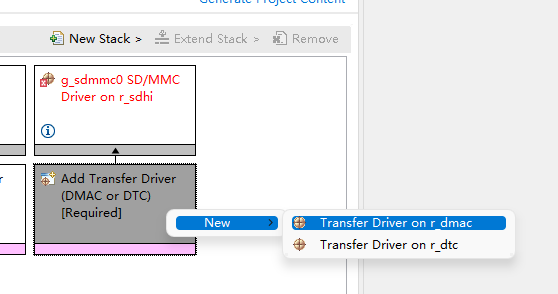 Generate Project Content
New Stack >
Extend Stack >
Remove
g_sdmmc0 SD/MMC
Driver on r_sdhi
Add Transfer Driver
(DMAC or DTC)
[Required]
New
Transfer Driver on r_dmac
Transfer Driver on r_dtc